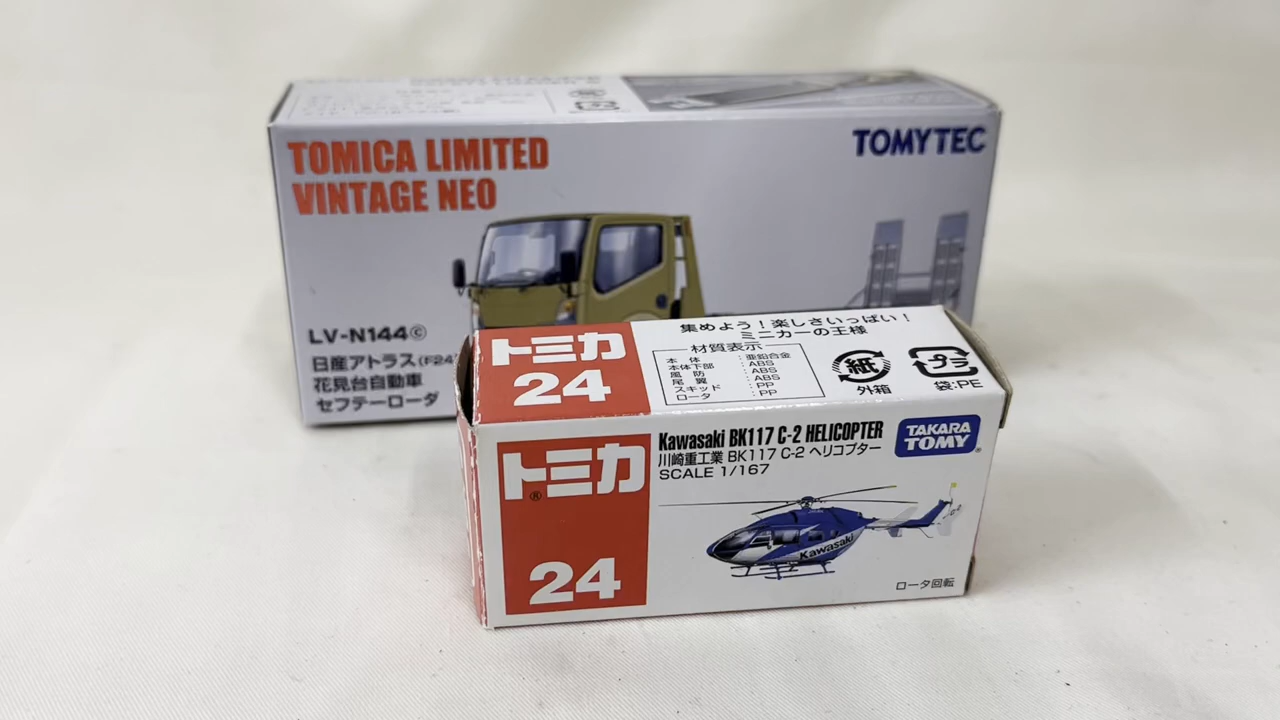 TOMICA LIMITED
VINTAGE NEO
TOMYTEC
LV-N144ⓒ
日産アトラス(F24
花見台自動車
セフテーローダ
トミカ
24
集めよう!楽しさいっぱい!
ミニカーの王様
材質表示
本体:亜鉛合金
本体下部:ABS
風防:ABS
尾翼:ABS
スキッド:PP
ロータ:PP
紙
外箱
プラ
袋:PE
トミカ®
24
Kawasaki BK117 C-2 HELICOPTER
川崎重工業 BK117 C-2 ヘリコプター
SCALE 1/167
TAKARA
TOMY®
Kawasaki
ロータ回転